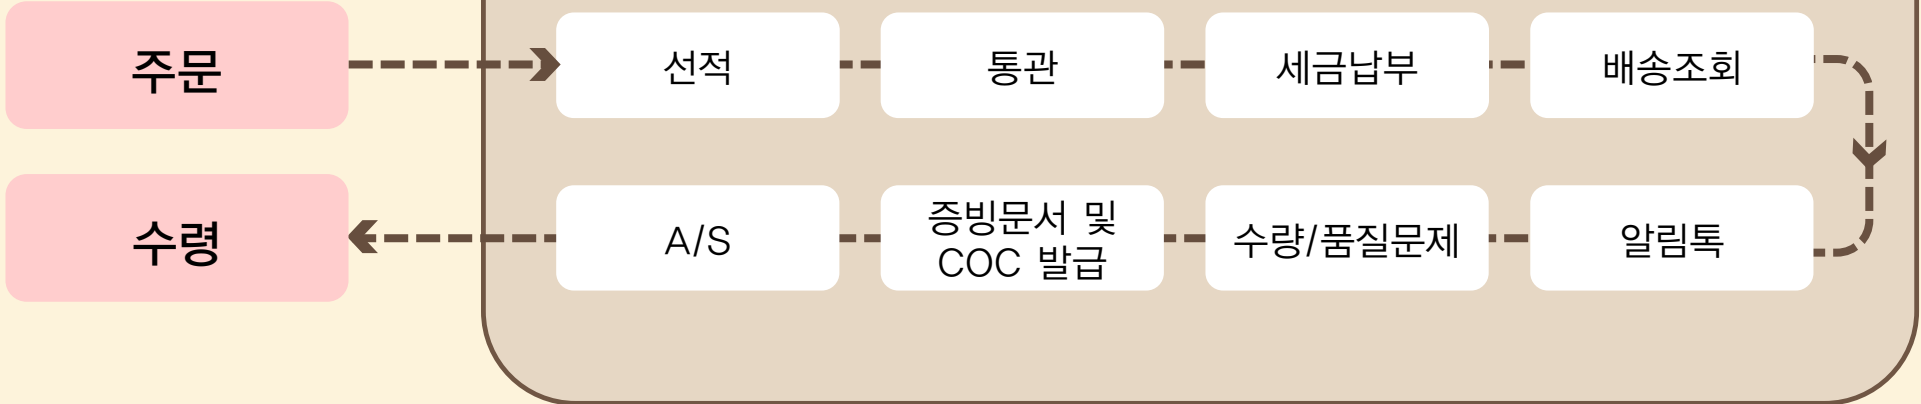 주문
선적
통관
세금납부
배송조회
수령
A/S
증빙문서 및
COC 발급
수량/품질문제
알림톡